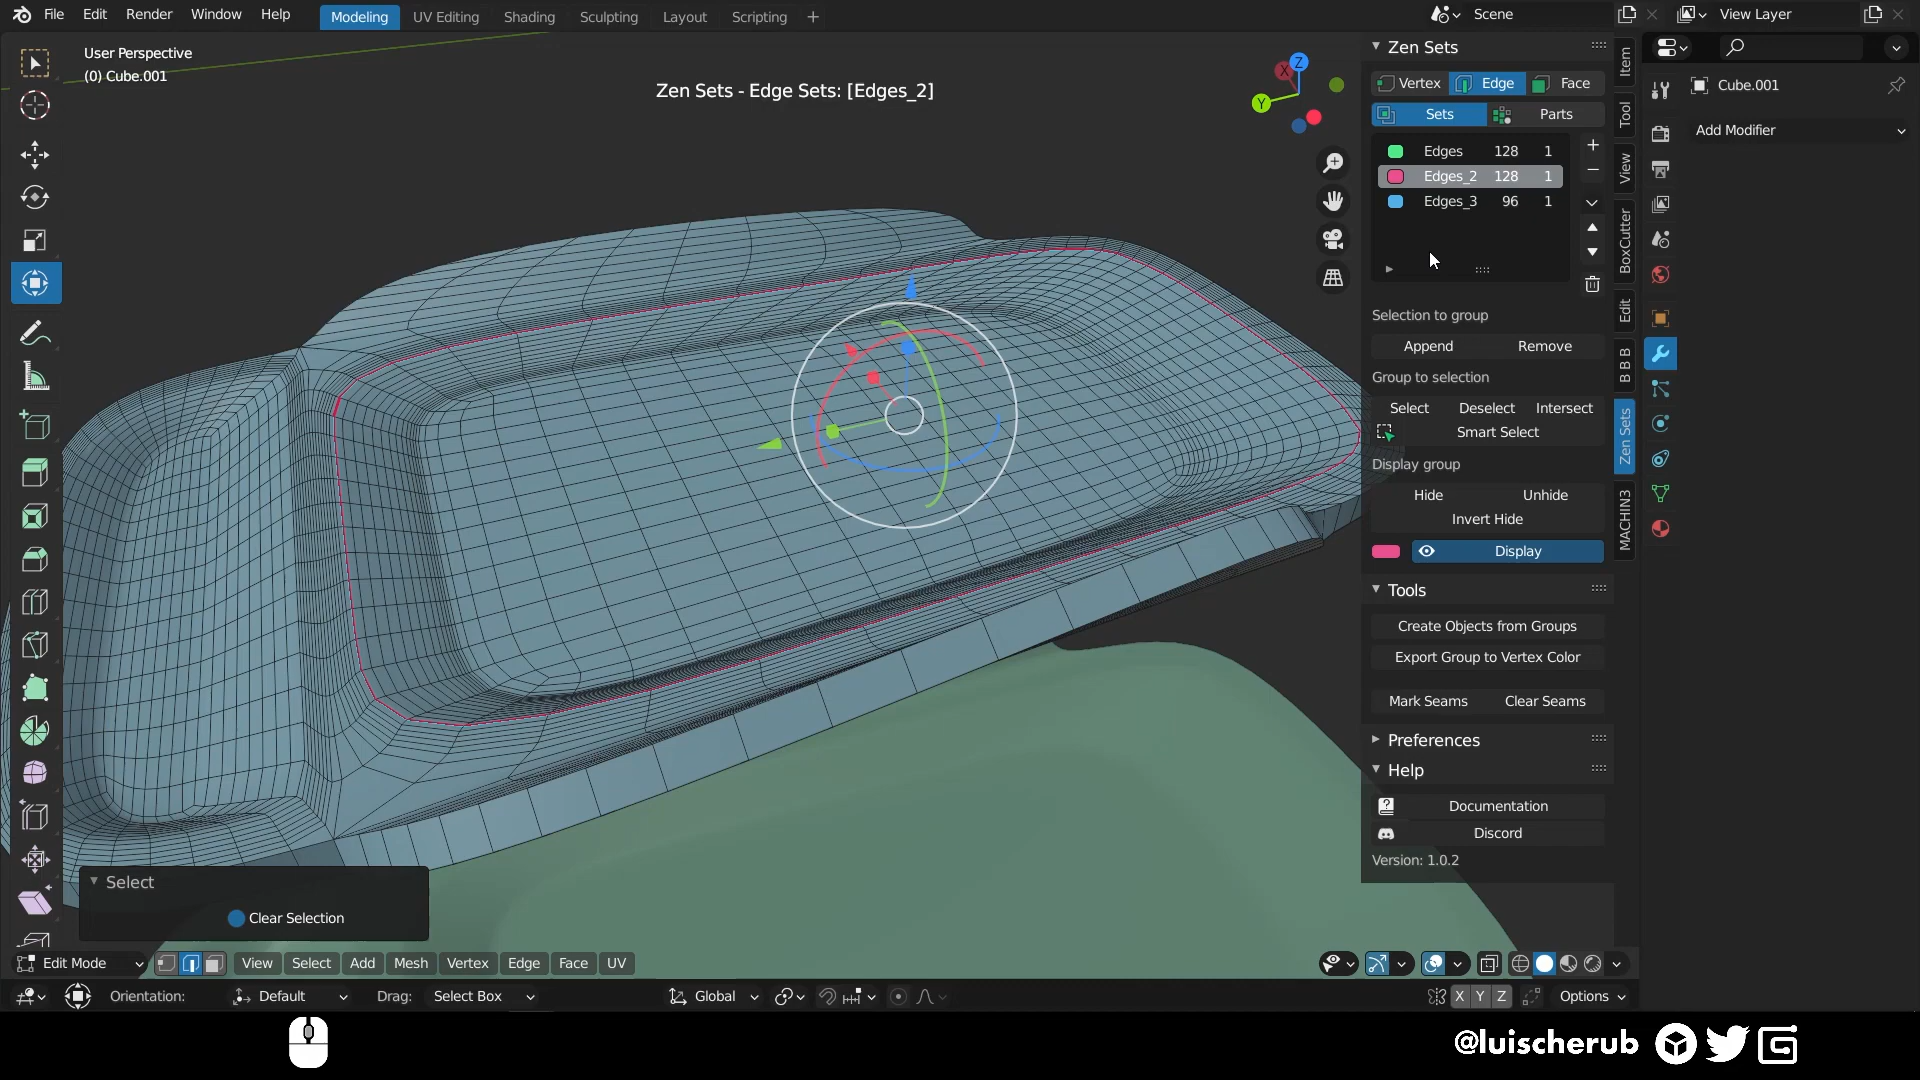 File Edit Render Window Help Modeling UV Editing Shading Sculpting Layout Scripting + Scene View Layer
User Perspective
(0) Cube.001
Zen Sets - Edge Sets: [Edges_2]
X Y Z
Zen Sets
Vertex Edge Face
Sets Parts
Edges 128 1
Edges_2 128 1
Edges_3 96 1
Selection to group
Append Remove
Group to selection
Select Deselect Intersect
Smart Select
Display group
Hide Unhide
Invert Hide
Display
Tools
Create Objects from Groups
Export Group to Vertex Color
Mark Seams Clear Seams
Preferences
Help
Documentation
Discord
Version: 1.0.2
Item
Tool
View
BoxCutter
Edit
B B B
Zen Sets
MACHIN3
Cube.001
Add Modifier
Select
Clear Selection
Edit Mode View Select Add Mesh Vertex Edge Face UV
Orientation: Default Drag: Select Box Global X Y Z Options
@luischerub